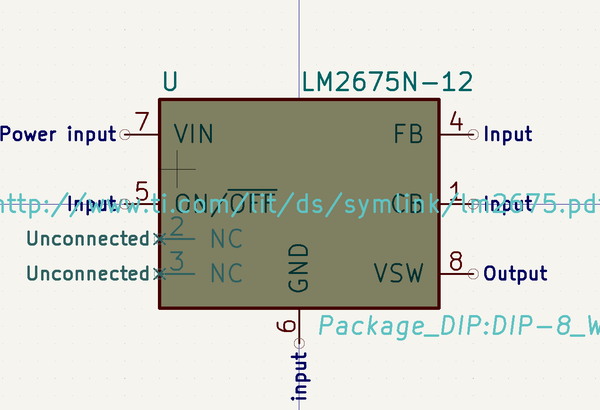 U LM2675N-12
Power input 7 VIN FB 4 Input
Input 5 ON/OFF CB 1 Input
http://www.ti.com/lit/ds/symlink/lm2675.pd
Unconnected 2 NC
Unconnected 3 NC GND VSW 8 Output
6 Package_DIP:DIP-8_W
input